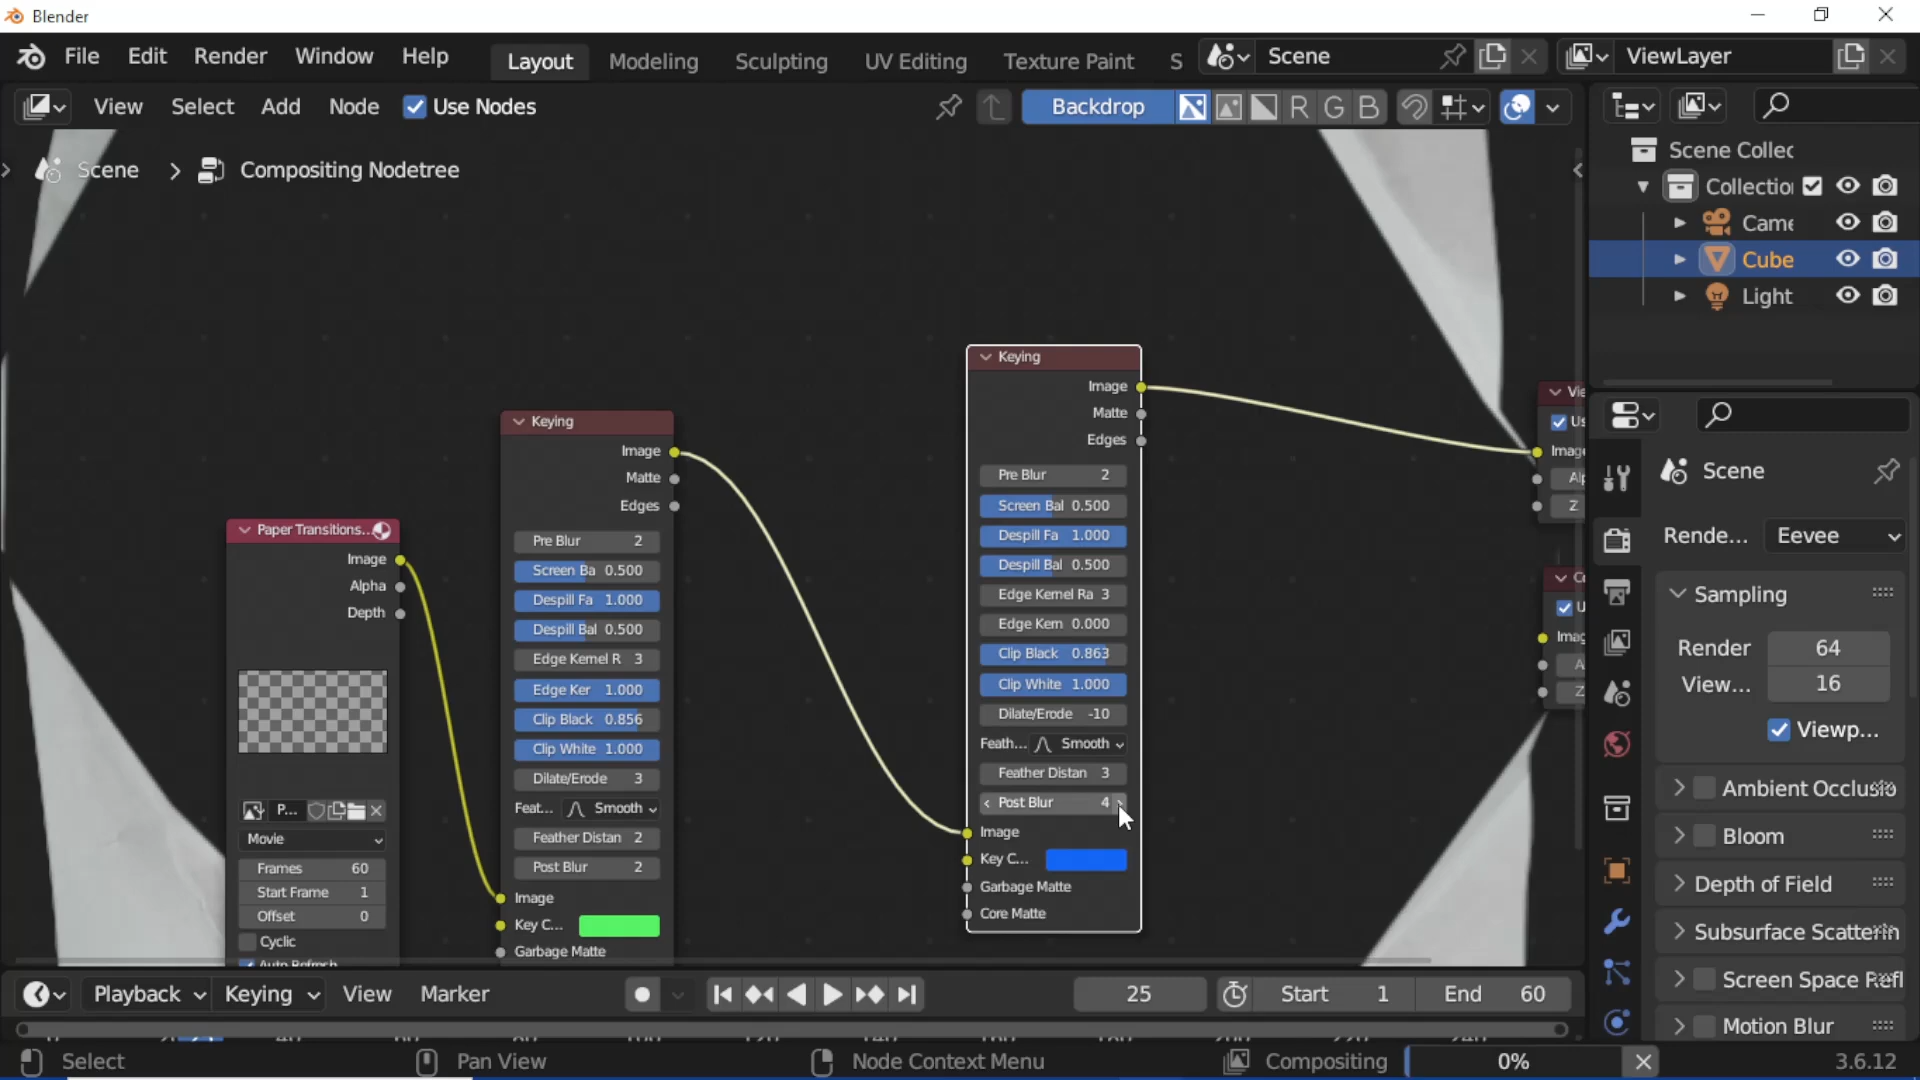 Blender
File Edit Render Window Help Layout Modeling Sculpting UV Editing Texture Paint S Scene ViewLayer
View Select Add Node Use Nodes Backdrop R G B
Scene > Compositing Nodetree
Scene Collec
Collection
Came
Cube
Light
Paper Transitions...
Image
Alpha
Depth
P...
Movie
Frames 60
Start Frame 1
Offset 0
Cyclic
Auto Refresh
Keying
Image
Matte
Edges
Pre Blur 2
Screen Ba 0.500
Despill Fa 1.000
Despill Bal 0.500
Edge Kernel R 3
Edge Ker 1.000
Clip Black 0.856
Clip White 1.000
Dilate/Erode 3
Feat... Smooth
Feather Distan 2
Post Blur 2
Image
Key C...
Garbage Matte
Keying
Image
Matte
Edges
Pre Blur 2
Screen Bal 0.500
Despill Fa 1.000
Despill Bal 0.500
Edge Kernel Ra 3
Edge Kern 0.000
Clip Black 0.863
Clip White 1.000
Dilate/Erode -10
Feath... Smooth
Feather Distan 3
Post Blur 4
Image
Key C...
Garbage Matte
Core Matte
Vie
Us
Imag
Alp
Z
Co
U
Imag
A
Z
Scene
Rende... Eevee
Sampling
Render 64
View... 16
Viewp...
Ambient Occlusio
Bloom
Depth of Field
Subsurface Scatterin
Screen Space Refl
Motion Blur
Playback Keying View Marker 25 Start 1 End 60
Select Pan View Node Context Menu Compositing 0% 3.6.12